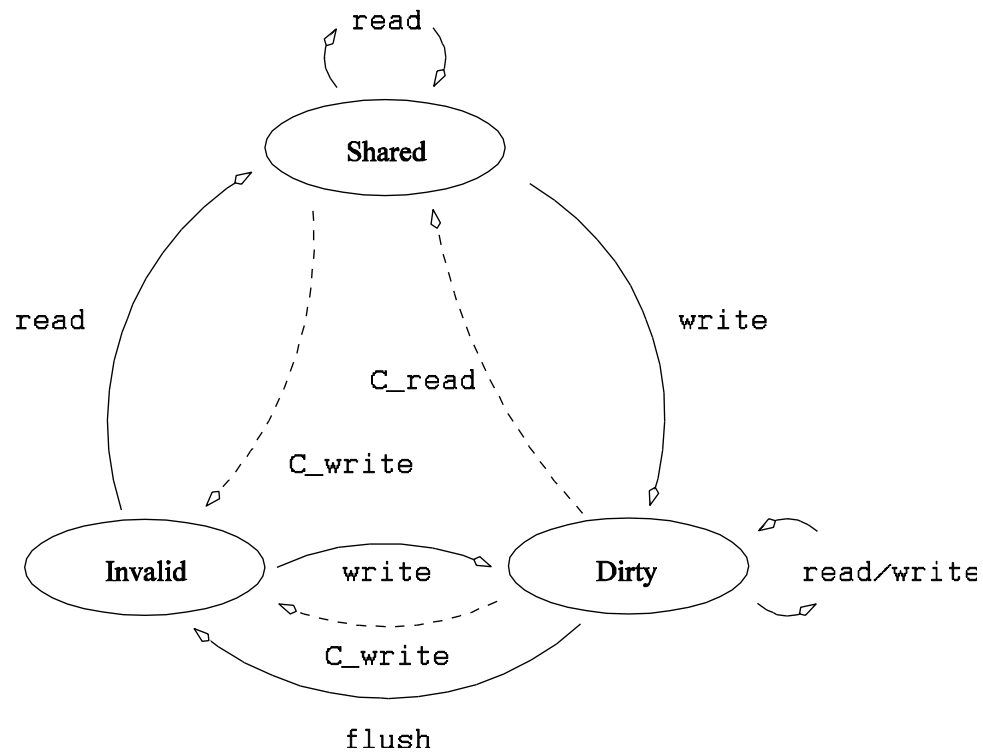 read
Shared
read
write
C_read
C_write
Invalid
write
Dirty
read/write
C_write
flush